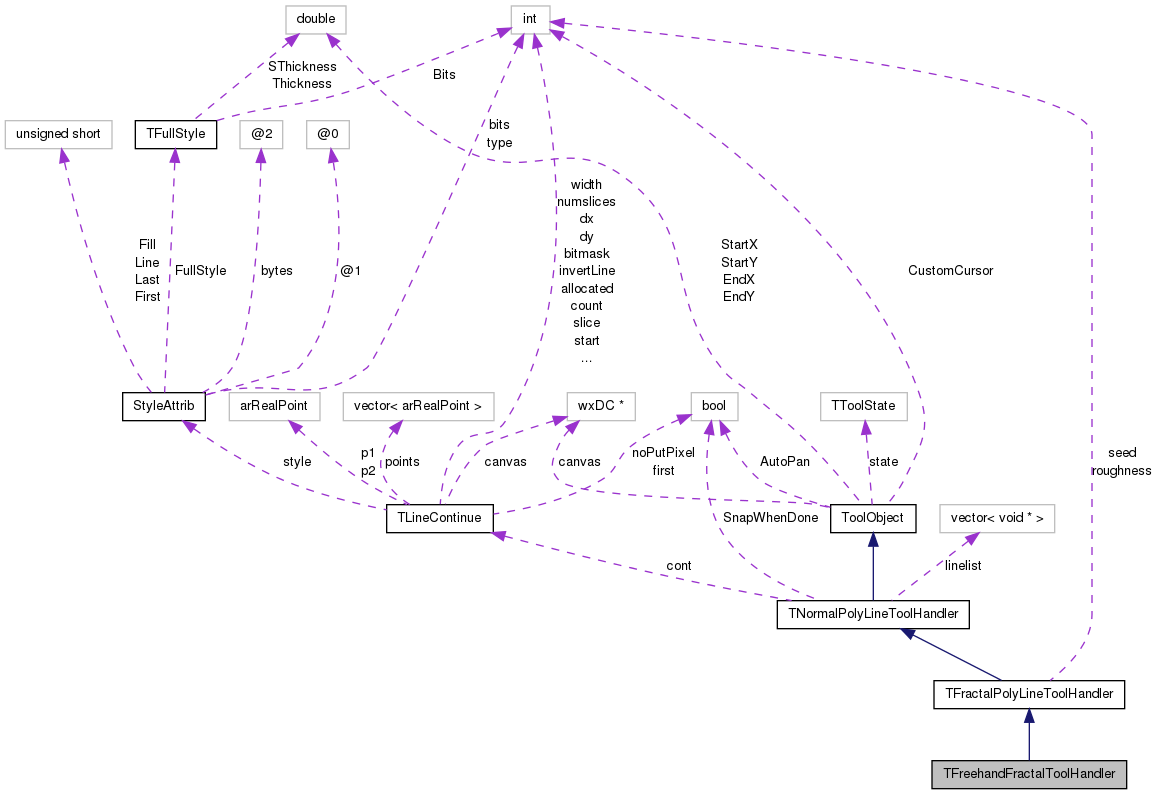 double
int
SThickness
Thickness
Bits
unsigned short
TFullStyle
@2
@0
bits
type
width
numslices
dx
dy
bitmask
invertLine
allocated
count
slice
start
...
Fill
Line
Last
First
FullStyle
bytes
@1
StartX
StartY
EndX
EndY
CustomCursor
StyleAttrib
arRealPoint
vector< arRealPoint >
wxDC *
bool
TToolState
style
p1
p2
points
canvas
canvas
noPutPixel
first
AutoPan
state
seed
roughness
TLineContinue
SnapWhenDone
ToolObject
vector< void * >
cont
linelist
TNormalPolyLineToolHandler
TFractalPolyLineToolHandler
TFreehandFractalToolHandler